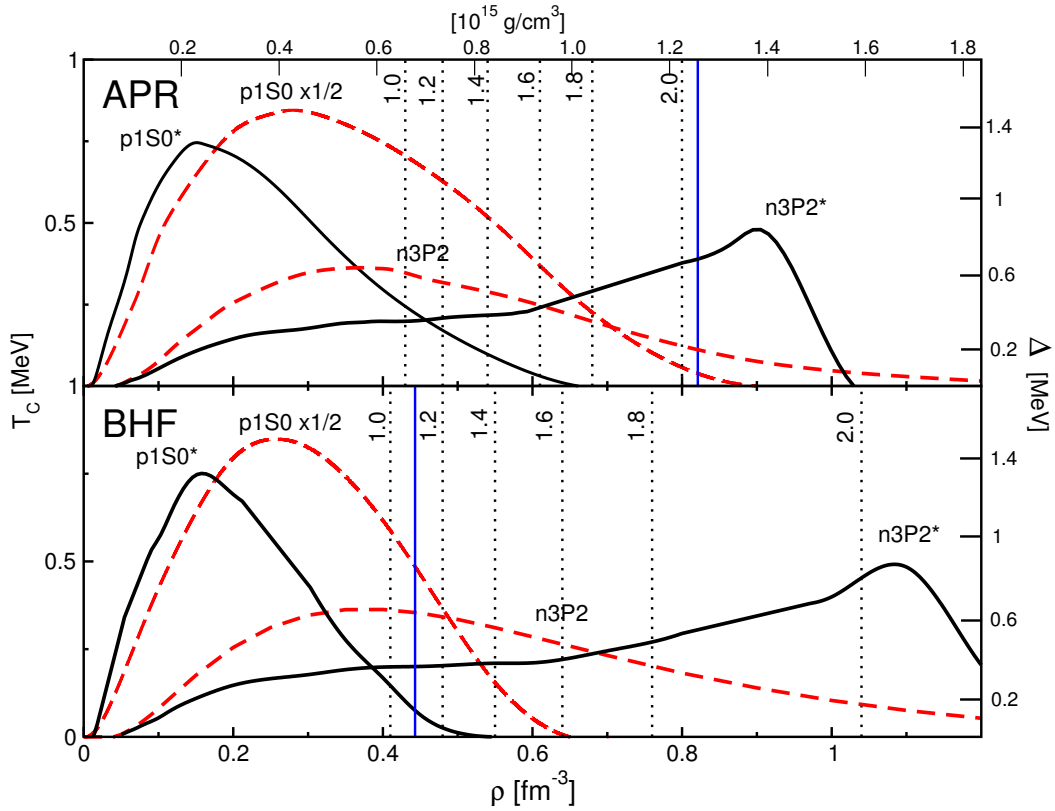 [10^15 g/cm^3]
0.2 0.4 0.6 0.8 1.0 1.2 1.4 1.6 1.8
1
APR
p1S0 x1/2
1.0 1.2 1.4 1.6 1.8 2.0
p1S0*
1.4
n3P2*
1
0.5
n3P2
0.6
0.2
T_C [MeV]
Δ [MeV]
1
BHF
p1S0 x1/2
1.0 1.2 1.4 1.6 1.8 2.0
p1S0*
1.4
n3P2*
1
0.5
n3P2
0.6
0.2
0
0 0.2 0.4 0.6 0.8 1
ρ [fm^-3]